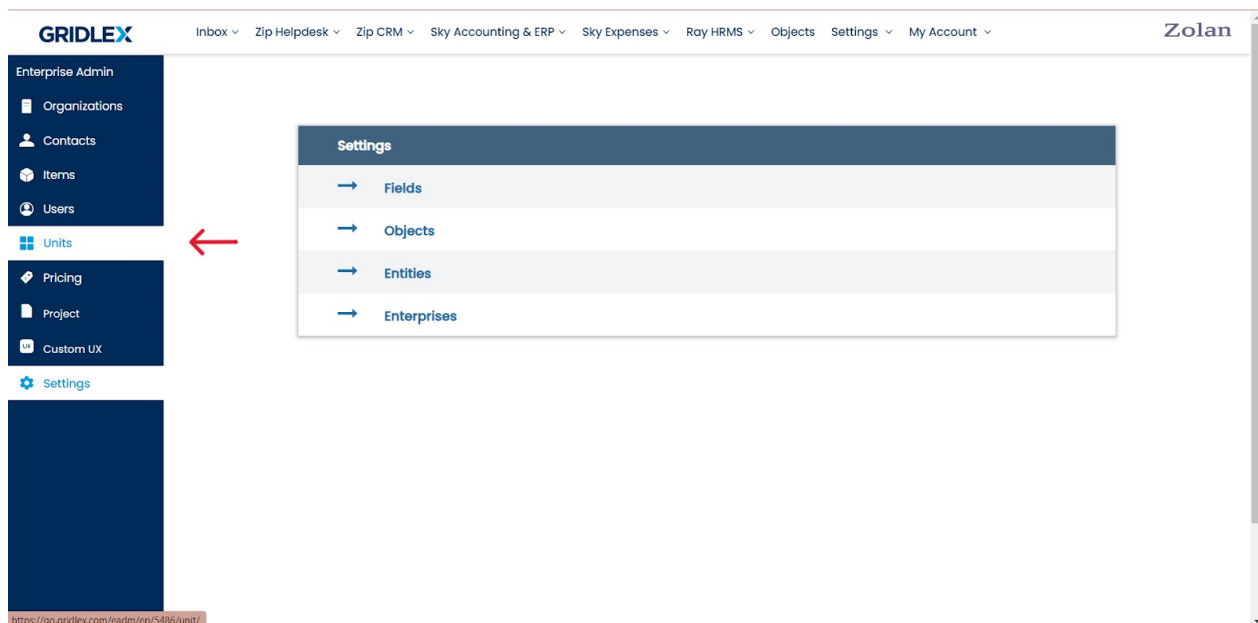 GRIDLEX Inbox Zip Helpdesk Zip CRM Sky Accounting & ERP Sky Expenses Ray HRMS Objects Settings My Account Zolan
Enterprise Admin
Organizations
Contacts
Items
Users
Units
Pricing
Project
UX Custom UX
Settings
Settings
Fields
Objects
Entities
Enterprises
https://go.gridlex.com/eadm/ep/5486/unit/